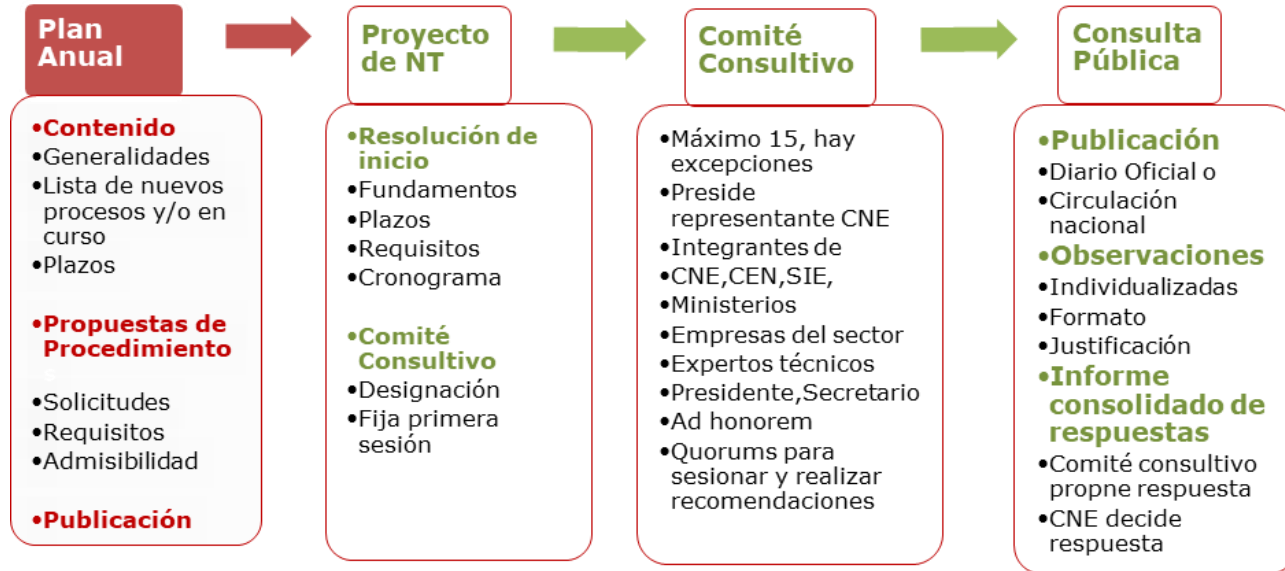 Plan
Anual
•Contenido
•Generalidades
•Lista de nuevos
procesos y/o en
curso
•Plazos
•Propuestas de
Procedimiento
s
•Solicitudes
•Requisitos
•Admisibilidad
•Publicación
Proyecto
de NT
•Resolución de
inicio
•Fundamentos
•Plazos
•Requisitos
•Cronograma
•Comité
Consultivo
•Designación
•Fija primera
sesión
Comité
Consultivo
•Máximo 15, hay
excepciones
•Preside
representante CNE
•Integrantes de
•CNE,CEN,SIE,
•Ministerios
•Empresas del sector
•Expertos técnicos
•Presidente,Secretario
•Ad honorem
•Quorums para
sesionar y realizar
recomendaciones
Consulta
Pública
•Publicación
•Diario Oficial o
•Circulación
nacional
•Observaciones
•Individualizadas
•Formato
•Justificación
•Informe
consolidado de
respuestas
•Comité consultivo
propne respuesta
•CNE decide
respuesta